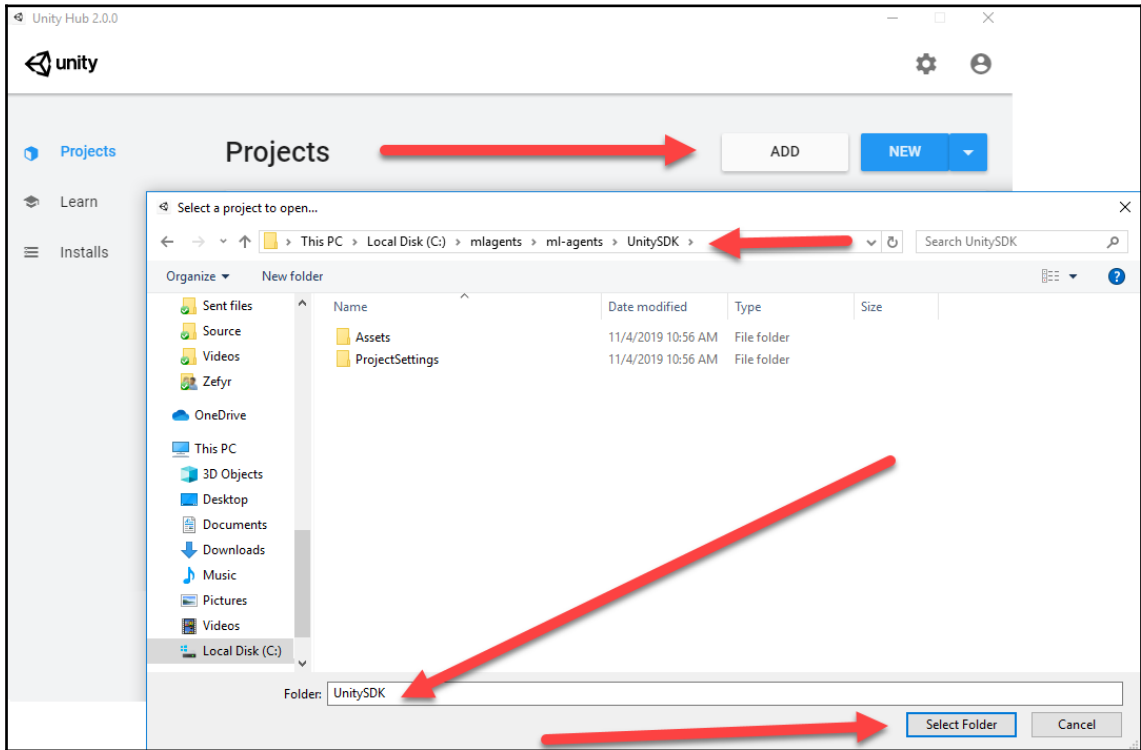 Unity Hub 2.0.0
unity
Projects
Learn
Installs
Projects
ADD
NEW
Select a project to open...
This PC > Local Disk (C:) > mlagents > ml-agents > UnitySDK >
Search UnitySDK
Organize
New folder
?
Name
Date modified
Type
Size
Sent files
Source
Videos
Zefyr
OneDrive
This PC
3D Objects
Desktop
Documents
Downloads
Music
Pictures
Videos
Local Disk (C:)
Assets 11/4/2019 10:56 AM File folder
ProjectSettings 11/4/2019 10:56 AM File folder
Folder: UnitySDK
Select Folder
Cancel